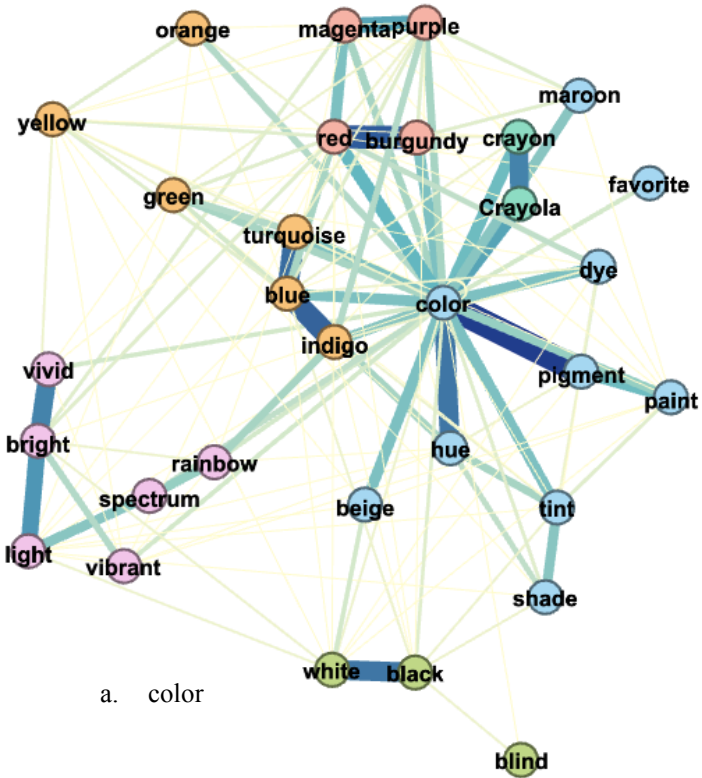 orange
magenta
purple
maroon
yellow
red
burgundy
crayon
favorite
green
Crayola
turquoise
dye
blue
color
indigo
vivid
pigment
paint
bright
hue
rainbow
spectrum
beige
tint
light
vibrant
shade
white
black
a. color
blind